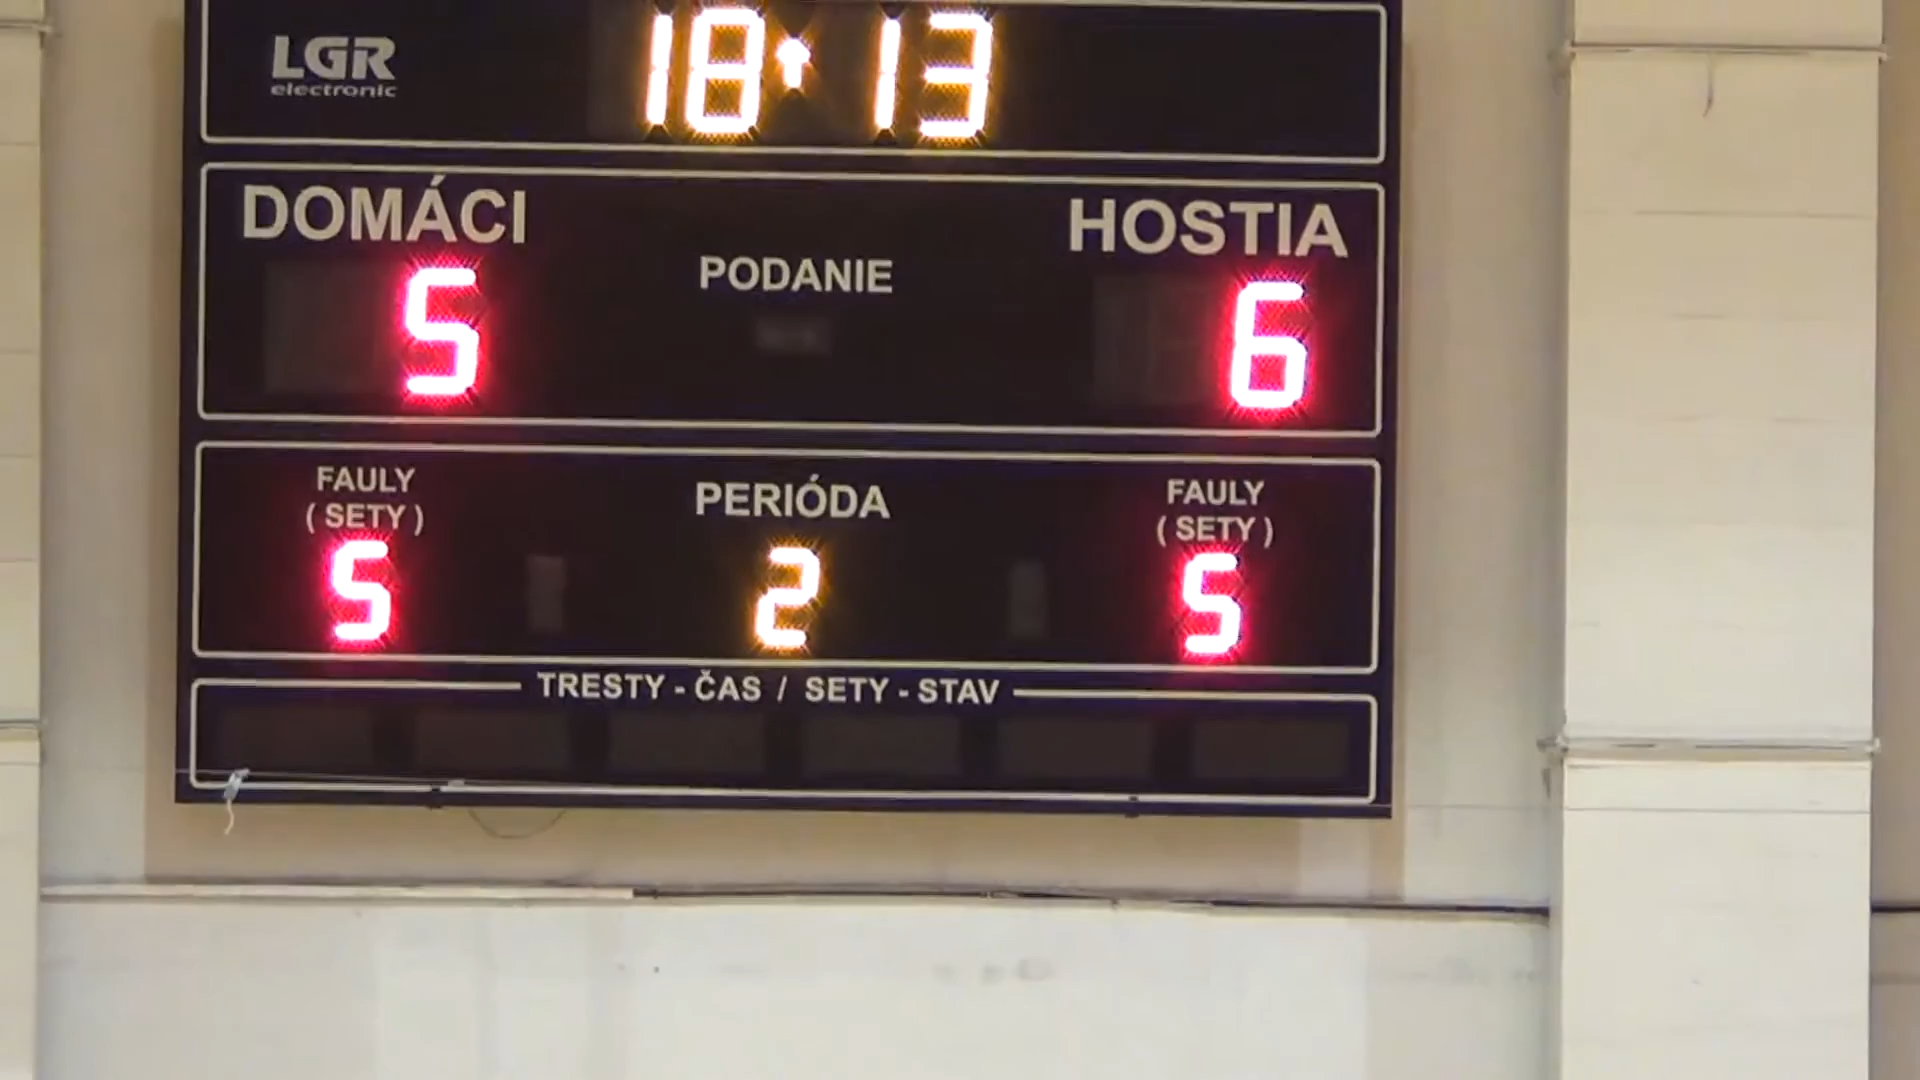 LGR
electronic
18 13
DOMÁCI
HOSTIA
PODANIE
5
6
FAULY
( SETY )
PERIÓDA
FAULY
( SETY )
5
2
5
TRESTY - ČAS / SETY - STAV